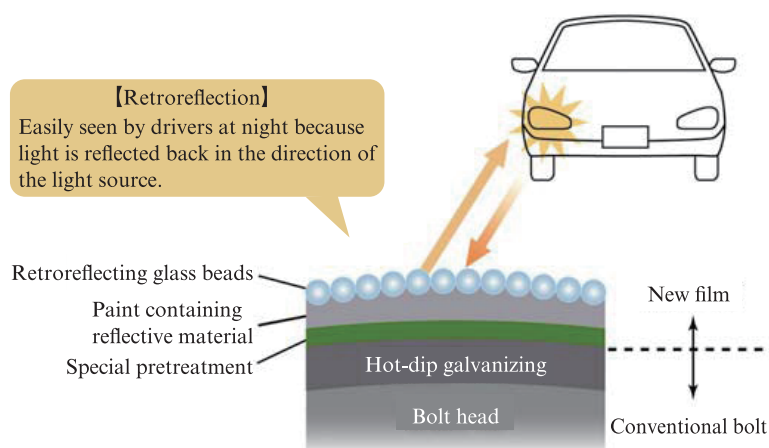 【Retroreflection】
Easily seen by drivers at night because
light is reflected back in the direction of
the light source.
Retroreflecting glass beads
Paint containing
reflective material
Special pretreatment
Hot-dip galvanizing
Bolt head
New film
Conventional bolt